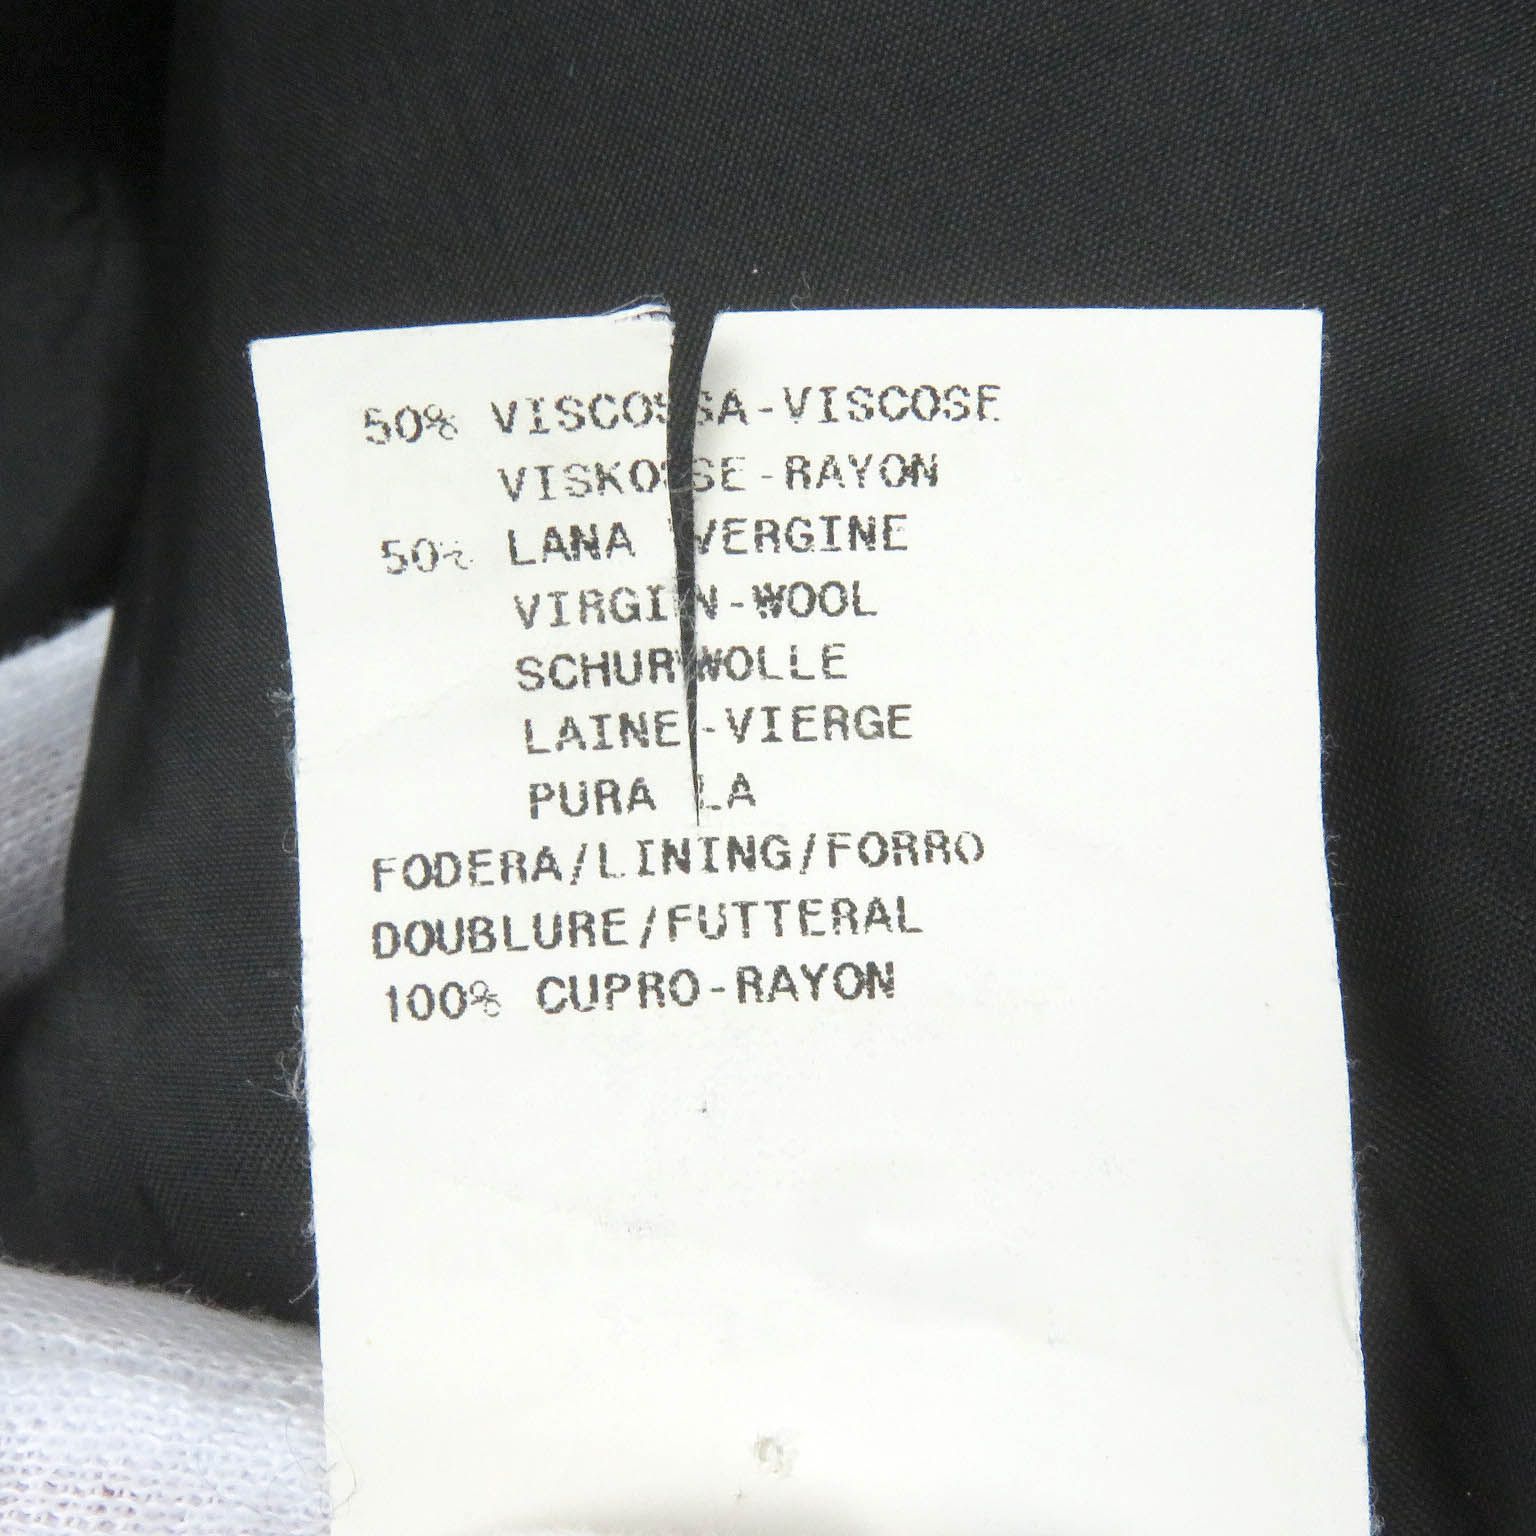 50% VISCOSSA-VISCOSE
VISKOSE-RAYON
50% LANA VERGINE
VIRGIN-WOOL
SCHURWOLLE
LAINE-VIERGE
PURA LA
FODERA/LINING/FORRO
DOUBLURE/FUTTERAL
100% CUPRO-RAYON